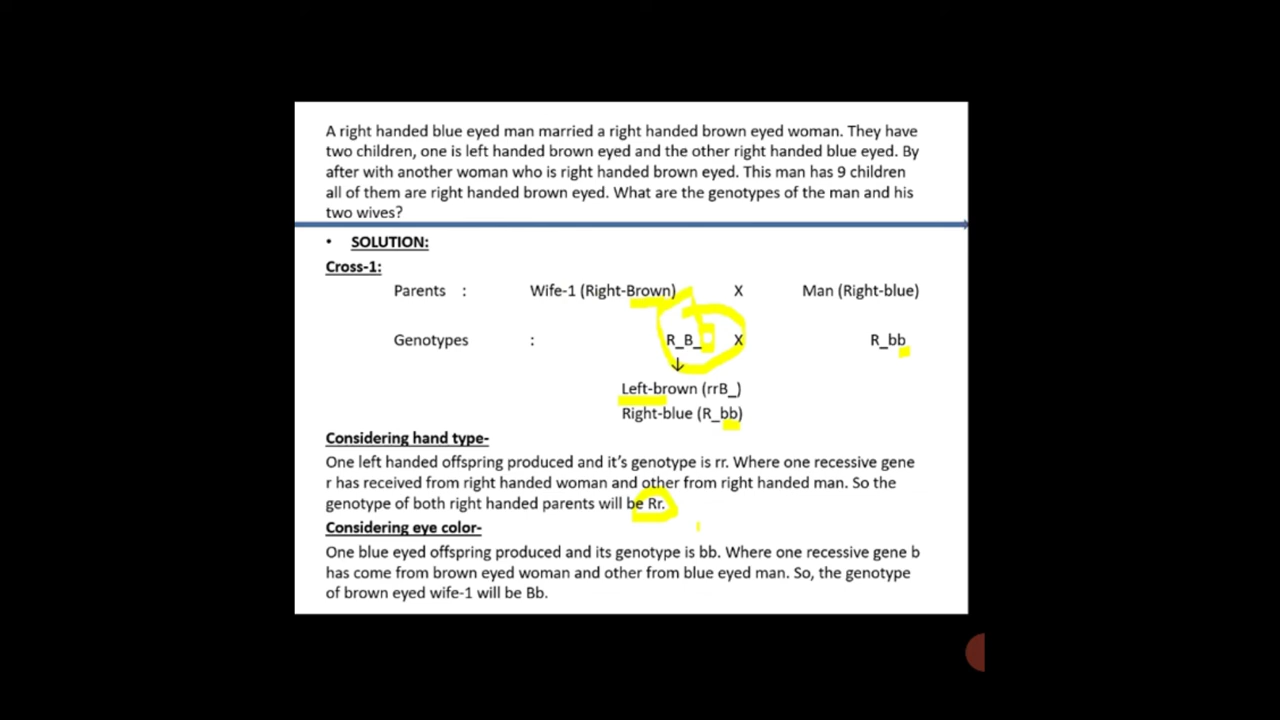 A right handed blue eyed man married a right handed brown eyed woman. They have
two children, one is left handed brown eyed and the other right handed blue eyed. By
after with another woman who is right handed brown eyed. This man has 9 children
all of them are right handed brown eyed. What are the genotypes of the man and his
two wives?
• SOLUTION:
Cross-1:
Parents : Wife-1 (Right-Brown) X Man (Right-blue)
Genotypes : R_B_ X R_bb
↓
Left-brown (rrB_)
Right-blue (R_bb)
Considering hand type-
One left handed offspring produced and it's genotype is rr. Where one recessive gene
r has received from right handed woman and other from right handed man. So the
genotype of both right handed parents will be Rr.
Considering eye color-
One blue eyed offspring produced and its genotype is bb. Where one recessive gene b
has come from brown eyed woman and other from blue eyed man. So, the genotype
of brown eyed wife-1 will be Bb.